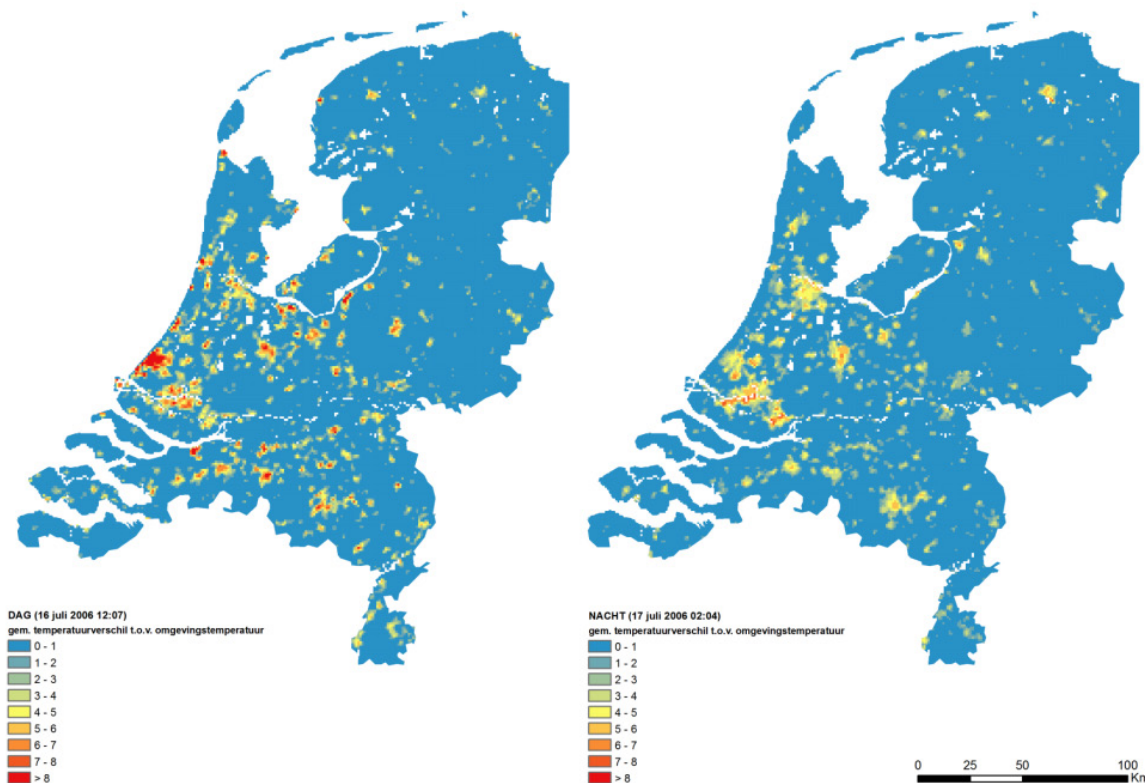 DAG (16 juli 2006 12:07)
gem. temperatuurverschil t.o.v. omgevingstemperatuur
0 - 1
1 - 2
2 - 3
3 - 4
4 - 5
5 - 6
6 - 7
7 - 8
> 8
NACHT (17 juli 2006 02:04)
gem. temperatuurverschil t.o.v. omgevingstemperatuur
0 - 1
1 - 2
2 - 3
3 - 4
4 - 5
5 - 6
6 - 7
7 - 8
> 8
0 25 50 100
Km